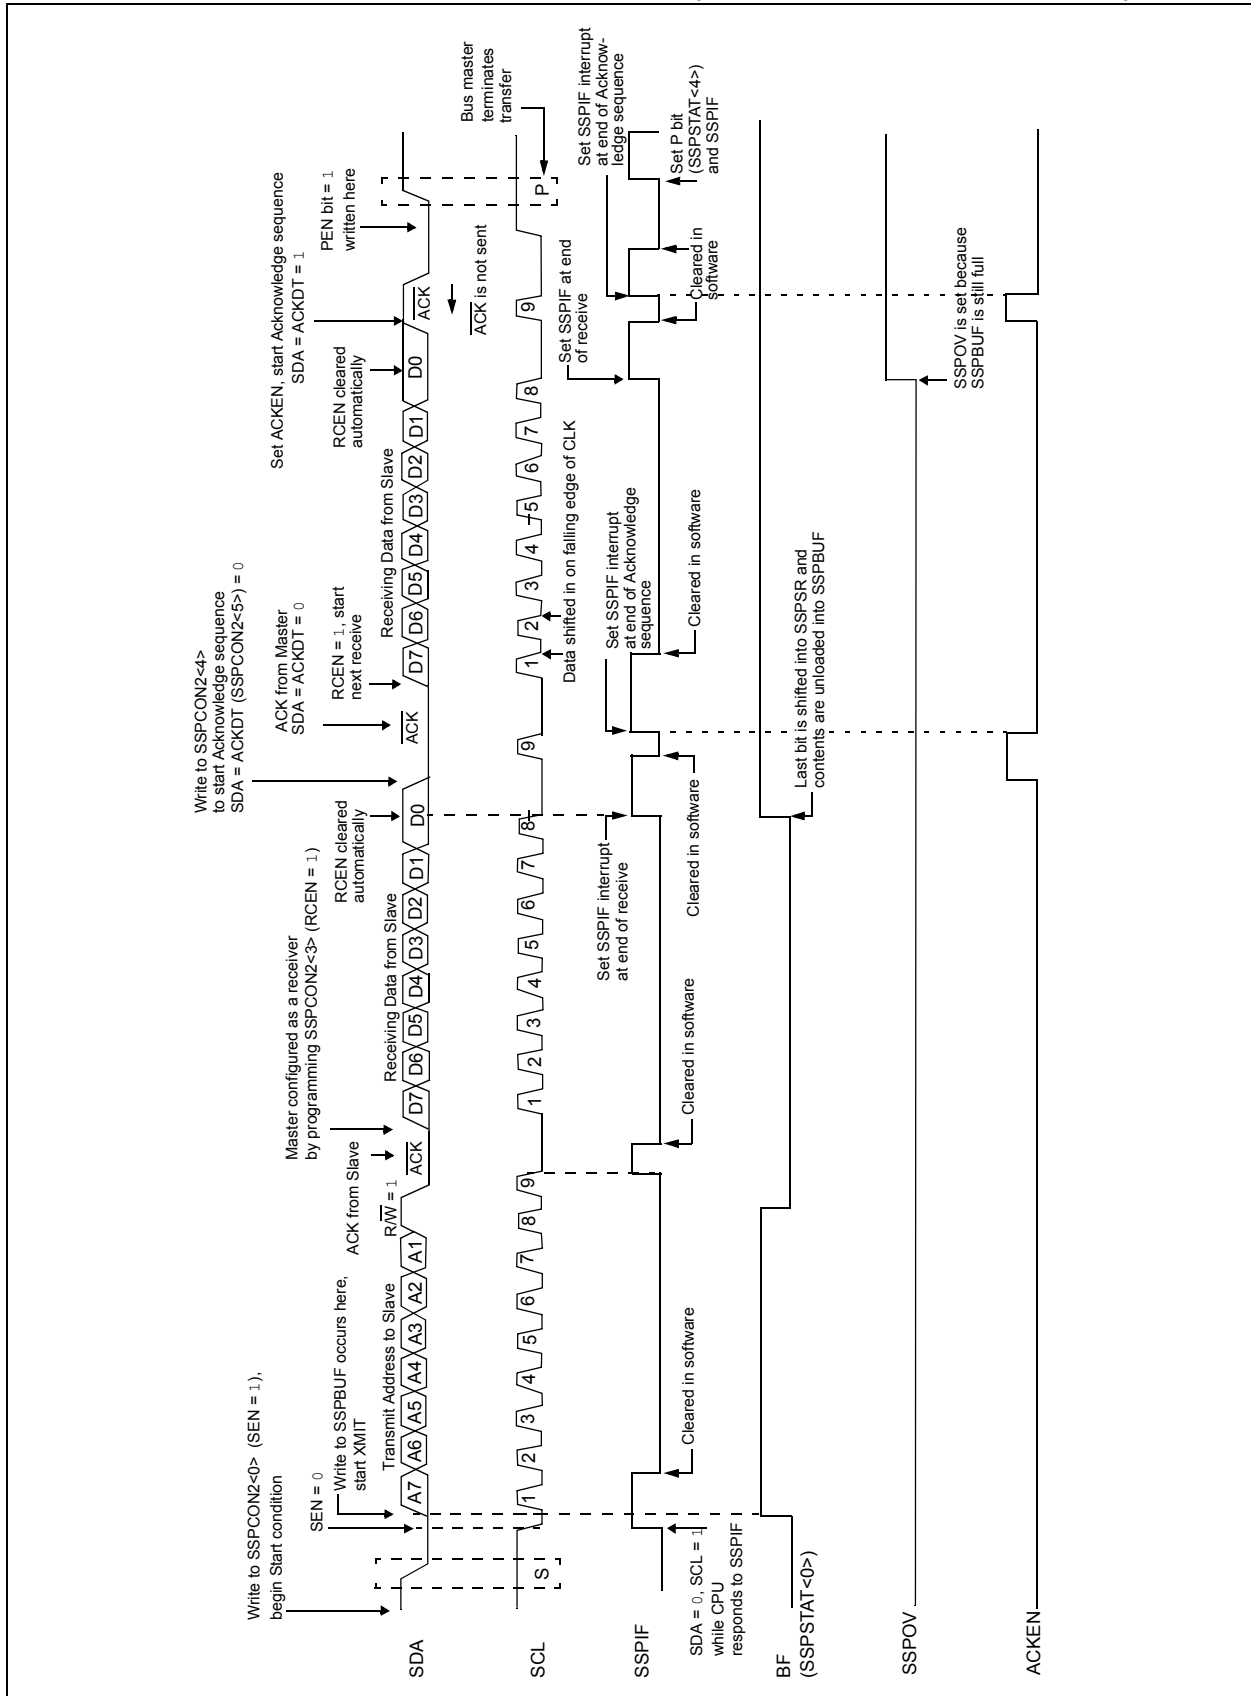 Write to SSPCON2<0> (SEN = 1),
begin Start condition
SEN = 0
Write to SSPBUF occurs here,
start XMIT
Transmit Address to Slave
ACK from Slave
R/W = 1
Master configured as a receiver
by programming SSPCON2<3> (RCEN = 1)
Receiving Data from Slave
RCEN cleared
automatically
Write to SSPCON2<4>
to start Acknowledge sequence
SDA = ACKDT (SSPCON2<5>) = 0
ACK from Master
SDA = ACKDT = 0
RCEN = 1, start
next receive
Receiving Data from Slave
RCEN cleared
automatically
Set ACKEN, start Acknowledge sequence
SDA = ACKDT = 1
PEN bit = 1
written here
SDA
A7 A6 A5 A4 A3 A2 A1
ACK
D7 D6 D5 D4 D3 D2 D1 D0
ACK
D7 D6 D5 D4 D3 D2 D1 D0
ACK
ACK is not sent
Bus master
terminates
transfer
SCL
S
1 2 3 4 5 6 7 8 9
1 2 3 4 5 6 7 8 9
1 2 3 4 5 6 7 8 9
P
Data shifted in on falling edge of CLK
Set SSPIF interrupt
at end of receive
Set SSPIF interrupt
at end of Acknowledge
sequence
Set SSPIF at end
of receive
Set SSPIF interrupt
at end of Acknow-
ledge sequence
SSPIF
SDA = 0, SCL = 1
while CPU
responds to SSPIF
Cleared in software
Cleared in software
Cleared in software
Cleared in software
Cleared in
software
Set P bit
(SSPSTAT<4>)
and SSPIF
BF
(SSPSTAT<0>)
Last bit is shifted into SSPSR and
contents are unloaded into SSPBUF
SSPOV
SSPOV is set because
SSPBUF is still full
ACKEN